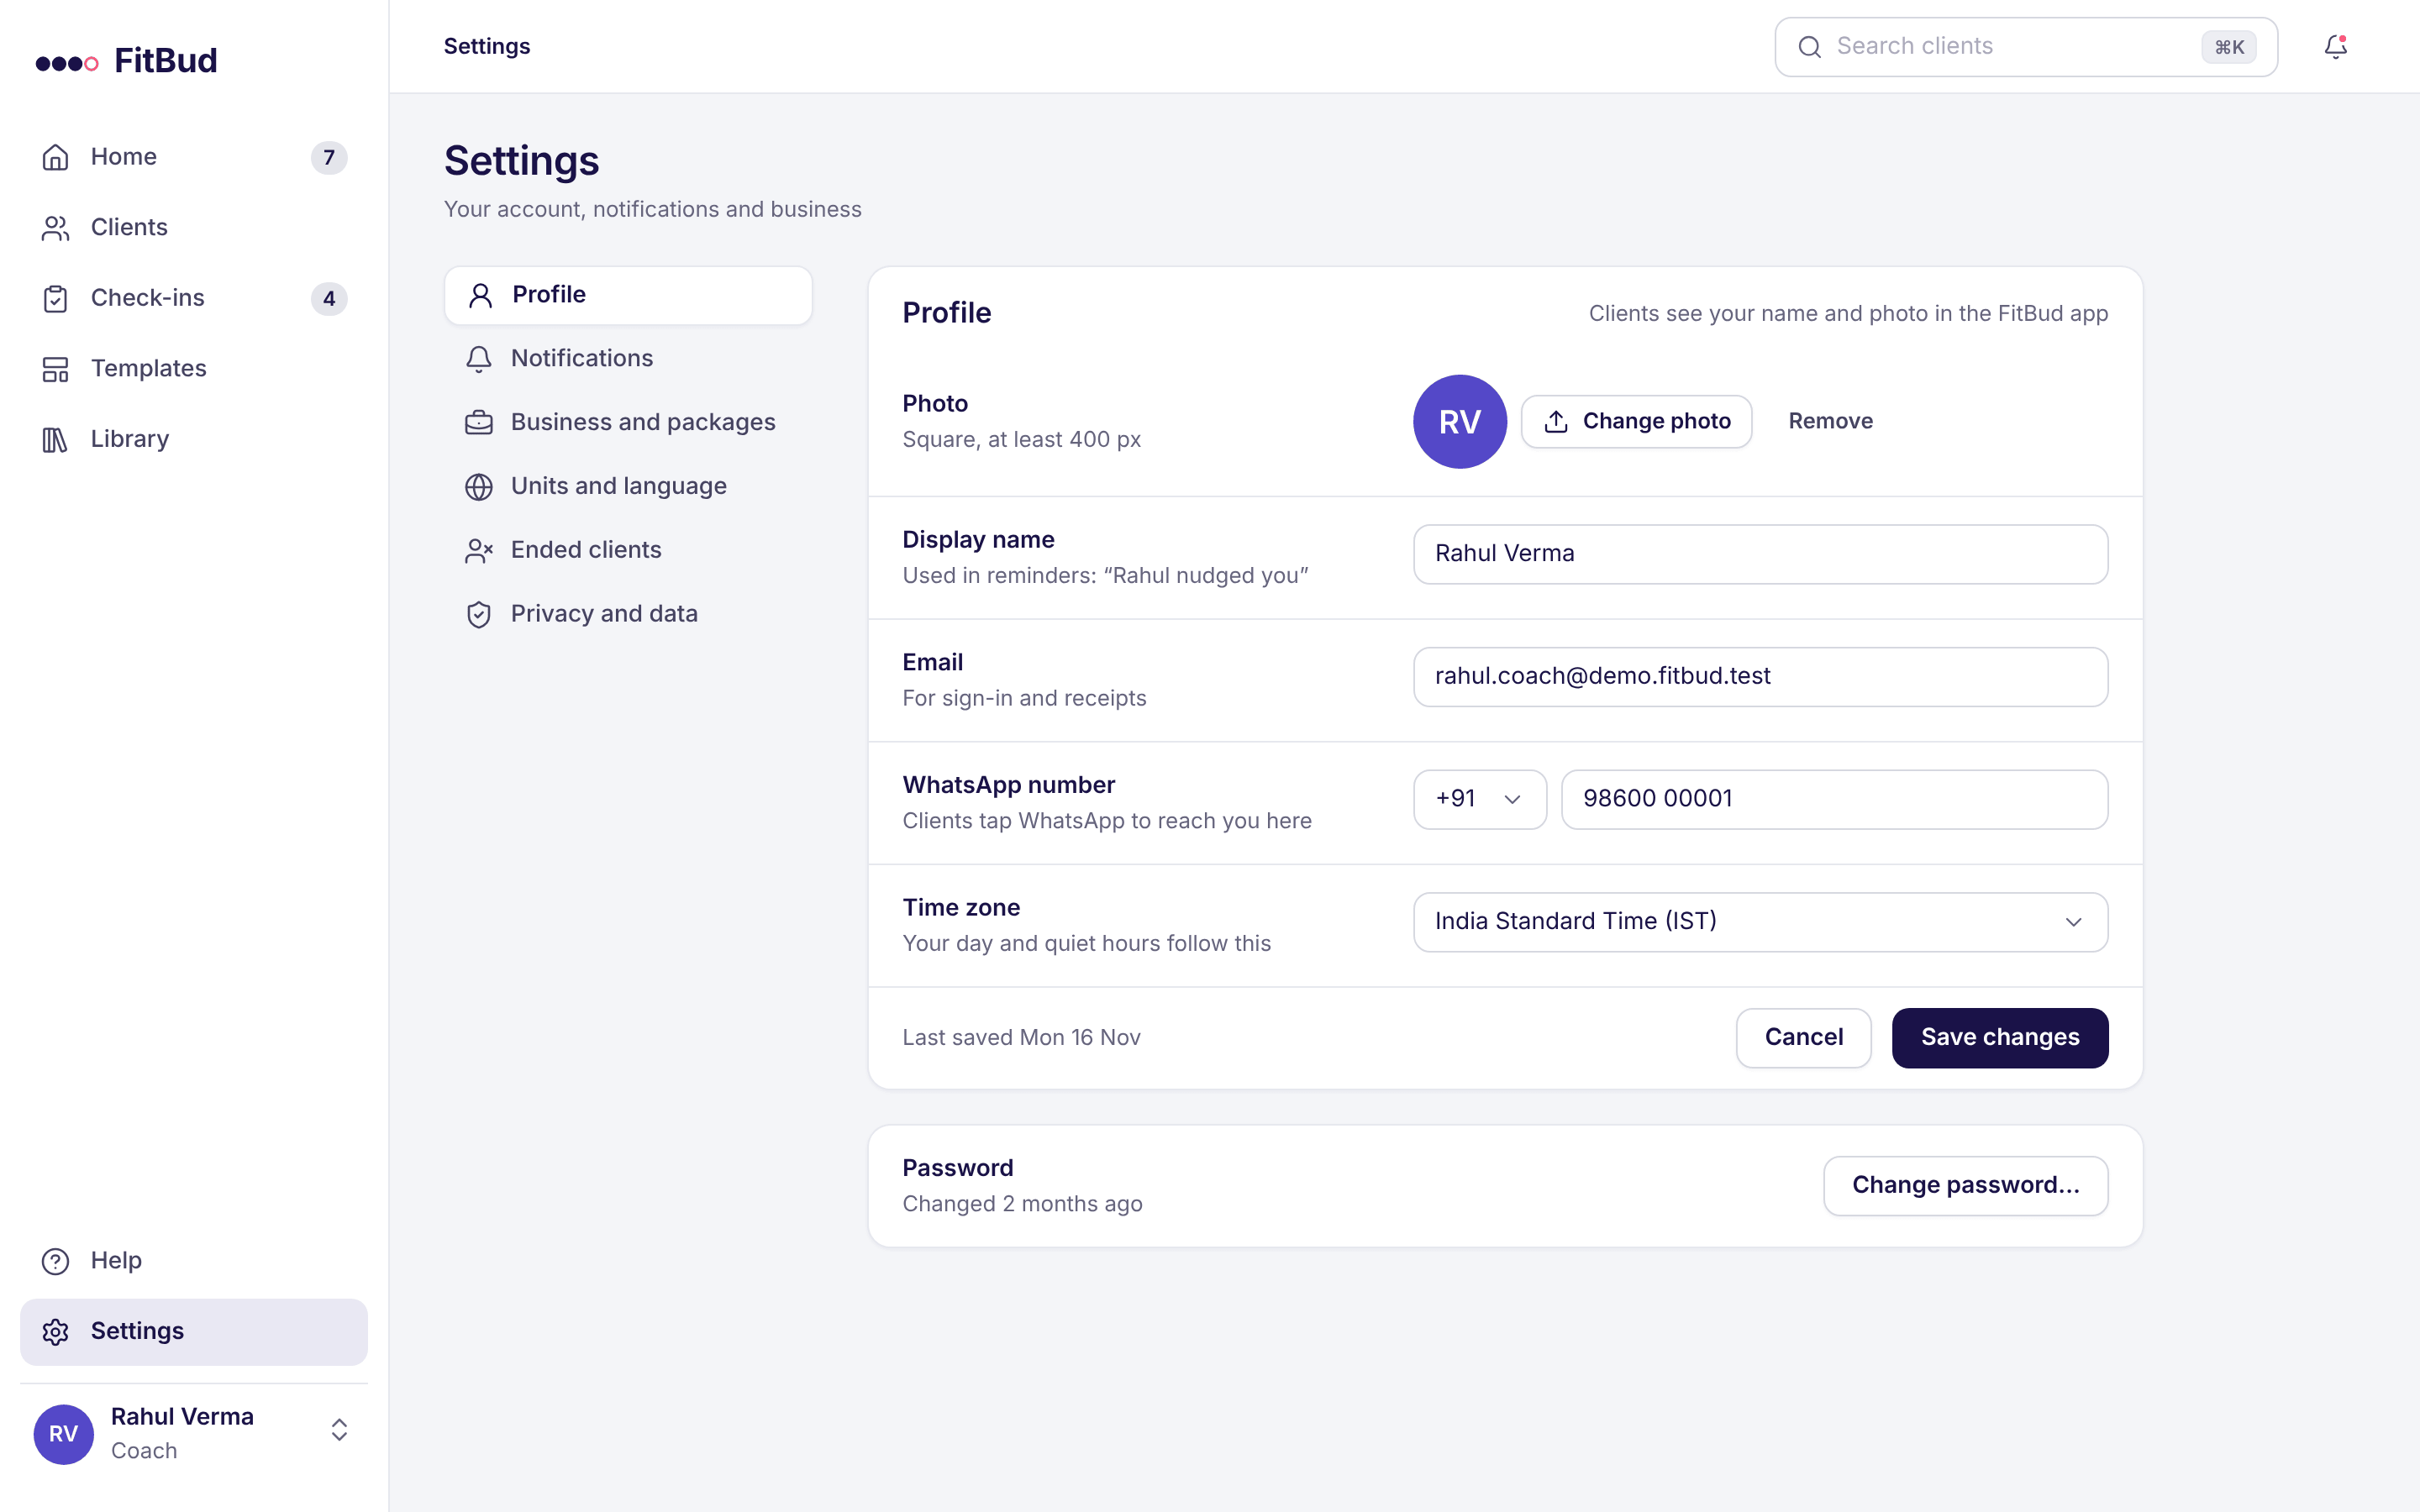 FitBud
Home 7
Clients
Check-ins 4
Templates
Library
Help
Settings
RV
Rahul Verma
Coach
Settings
Search clients
⌘K
Settings
Your account, notifications and business
Profile
Notifications
Business and packages
Units and language
Ended clients
Privacy and data
Profile
Clients see your name and photo in the FitBud app
Photo
Square, at least 400 px
RV
Change photo
Remove
Display name
Used in reminders: “Rahul nudged you”
Rahul Verma
Email
For sign-in and receipts
rahul.coach@demo.fitbud.test
WhatsApp number
Clients tap WhatsApp to reach you here
+91
98600 00001
Time zone
Your day and quiet hours follow this
India Standard Time (IST)
Last saved Mon 16 Nov
Cancel
Save changes
Password
Changed 2 months ago
Change password...